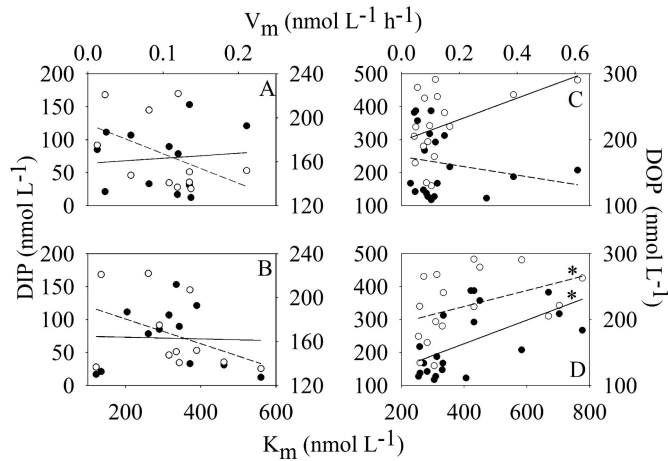 V_m (nmol L^-1 h^-1)
0.0 0.1 0.2 0.0 0.2 0.4 0.6
200 150 100 50 0
A
240 200 160 120
500 400 300 200 100
C
300 200 100
DIP (nmol L^-1)
DOP (nmol L^-1)
200 150 100 50 0
B
240 200 160 120
500 400 300 200 100
* *
D
300 200 100
200 400 600 200 400 600 800
K_m (nmol L^-1)